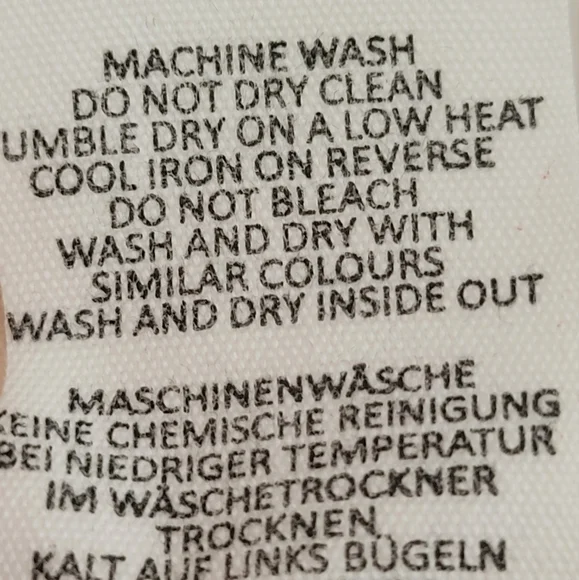 MACHINE WASH
DO NOT DRY CLEAN
UMBLE DRY ON A LOW HEAT
COOL IRON ON REVERSE
DO NOT BLEACH
WASH AND DRY WITH
SIMILAR COLOURS
WASH AND DRY INSIDE OUT
MASCHINENWÄSCHE
KEINE CHEMISCHE REINIGUNG
BEI NIEDRIGER TEMPERATUR
IM WÄSCHETROCKNER
TROCKNEN,
KALT AUF LINKS BÜGELN